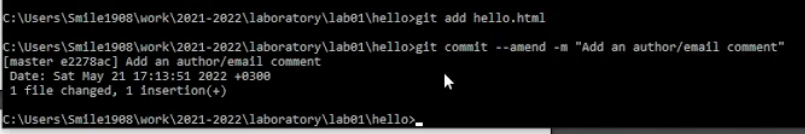 C:\Users\Smile1908\work\2021-2022\laboratory\lab01\hello>git add hello.html
C:\Users\Smile1908\work\2021-2022\laboratory\lab01\hello>git commit --amend -m "Add an author/email comment"
[master e2278ac] Add an author/email comment
 Date: Sat May 21 17:13:51 2022 +0300
 1 file changed, 1 insertion(+)
C:\Users\Smile1908\work\2021-2022\laboratory\lab01\hello>